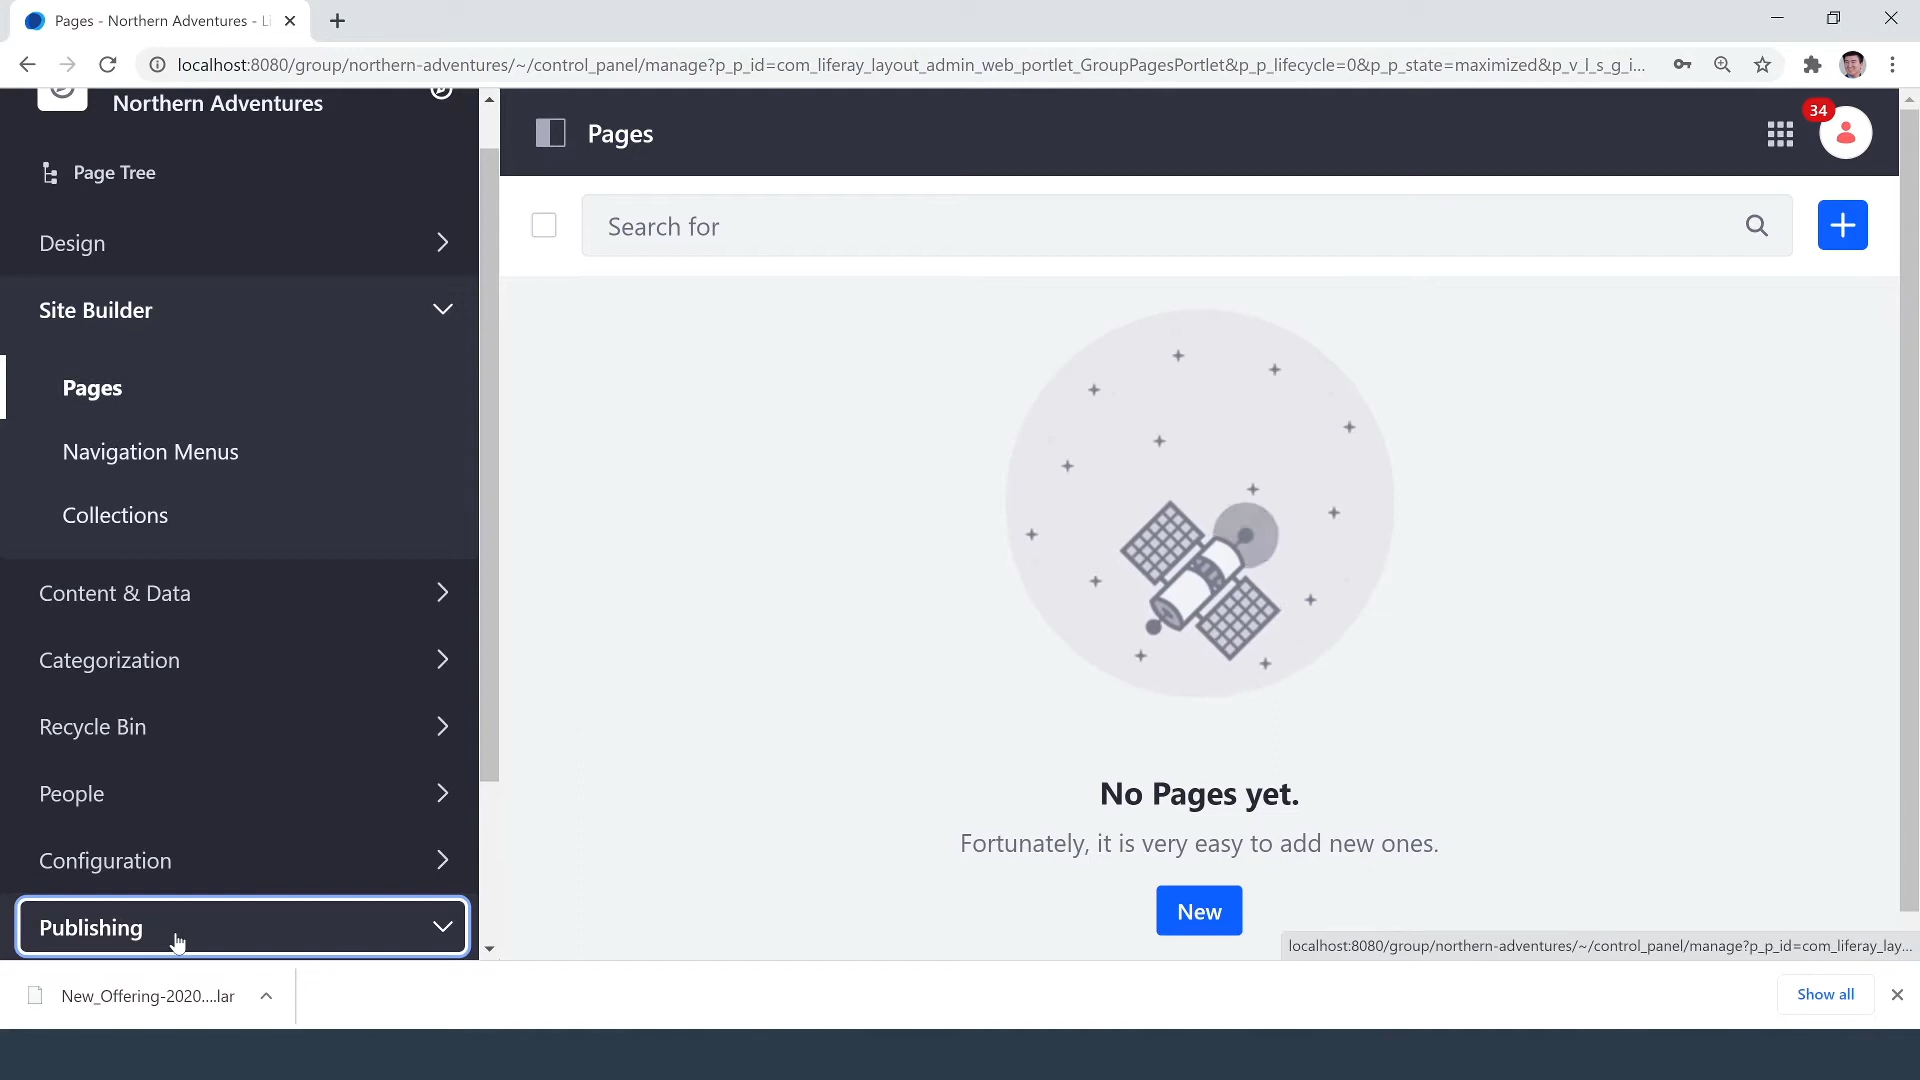 Pages - Northern Adventures - Li
localhost:8080/group/northern-adventures/~/control_panel/manage?p_p_id=com_liferay_layout_admin_web_portlet_GroupPagesPortlet&p_p_lifecycle=0&p_p_state=maximized&p_v_l_s_g_i...
Northern Adventures
Page Tree
Design
Site Builder
Pages
Navigation Menus
Collections
Content & Data
Categorization
Recycle Bin
People
Configuration
Publishing
Pages
34
Search for
No Pages yet.
Fortunately, it is very easy to add new ones.
New
localhost:8080/group/northern-adventures/~/control_panel/manage?p_p_id=com_liferay_lay...
New_Offering-2020....lar
Show all